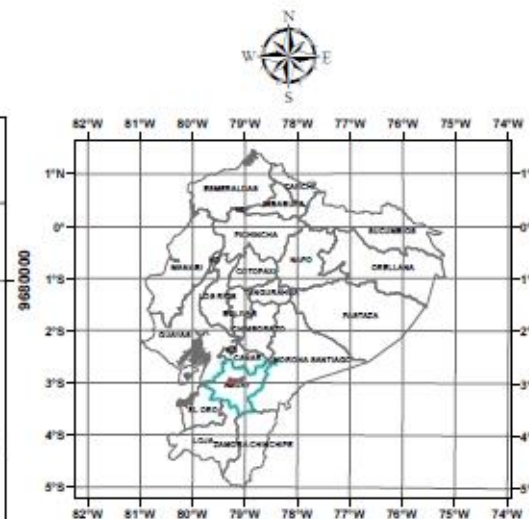 N
W E
S
82°W 81°W 80°W 79°W 78°W 77°W 76°W 75°W 74°W
1°N 1°
0° 0°
1°S 1°
2°S 2°
3°S 3°
4°S 4°
5°S 5°
82°W 81°W 80°W 79°W 78°W 77°W 76°W 75°W 74°W
9680000
ESMERALDAS
CARCHI
IMBABURA
PICHINCHA
SUCUMBIOS
MANABI
COTOPAXI
NAPO
ORELLANA
LOS RIOS
TUNGURAHUA
BOLIVAR
PASTAZA
CHIMBORAZO
GUAYAS
CAÑAR
MORONA SANTIAGO
AZUAY
EL ORO
LOJA
ZAMORA CHINCHIPE